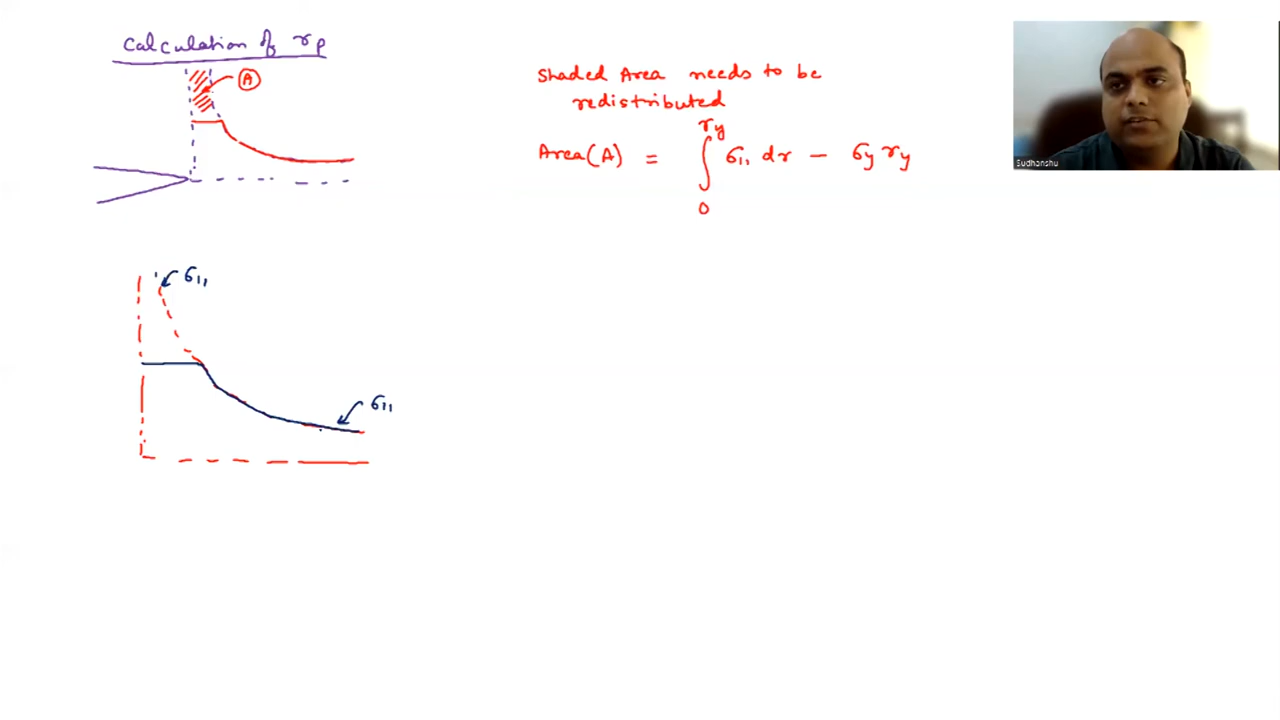 Calculation of rp
A
Shaded Area needs to be
redistributed
Area(A) = ∫₀^ry σ11 dr − σy ry
Sudhanshu
σ11
σ11